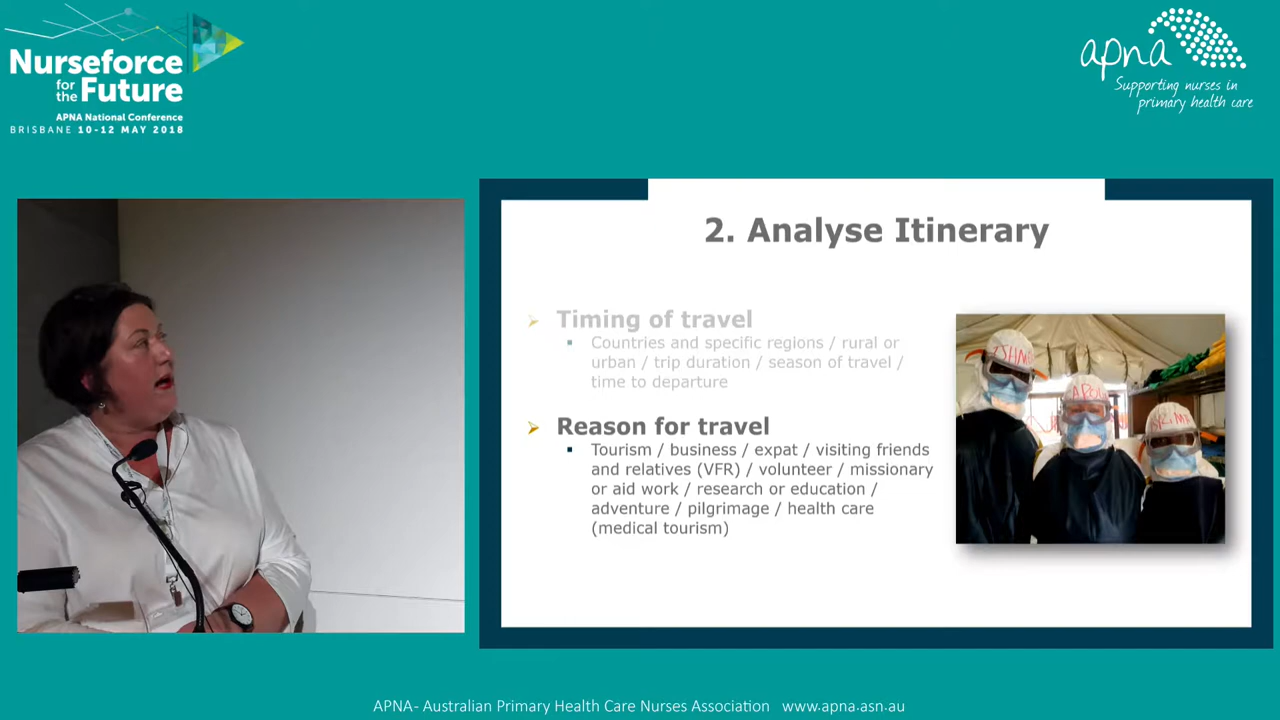 Nurseforce
for the
Future
APNA National Conference
BRISBANE 10-12 MAY 2018
apna
Supporting nurses in
primary health care
2. Analyse Itinerary
Timing of travel
Countries and specific regions / rural or
urban / trip duration / season of travel /
time to departure
Reason for travel
Tourism / business / expat / visiting friends
and relatives (VFR) / volunteer / missionary
or aid work / research or education /
adventure / pilgrimage / health care
(medical tourism)
APNA- Australian Primary Health Care Nurses Association www.apna.asn.au